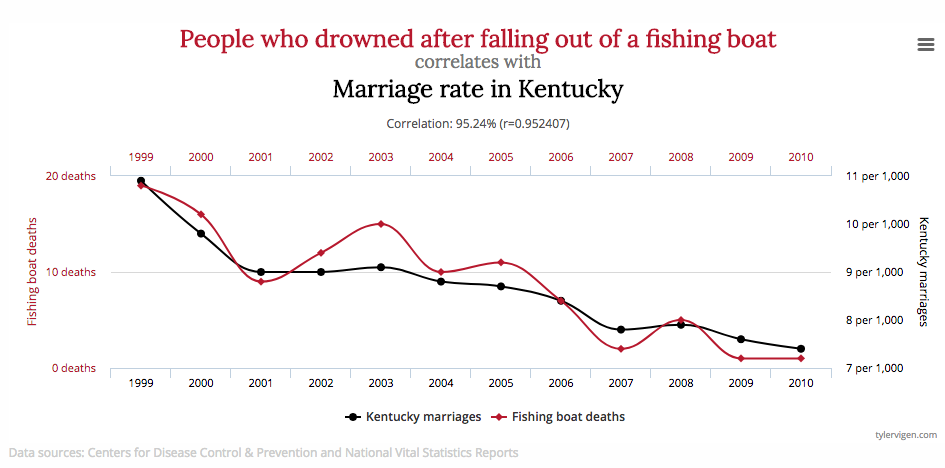 People who drowned after falling out of a fishing boat
correlates with
Marriage rate in Kentucky
Correlation: 95.24% (r=0.952407)
1999 2000 2001 2002 2003 2004 2005 2006 2007 2008 2009 2010
20 deaths 11 per 1,000
10 per 1,000
10 deaths 9 per 1,000
8 per 1,000
0 deaths 7 per 1,000
Fishing boat deaths
Kentucky marriages
1999 2000 2001 2002 2003 2004 2005 2006 2007 2008 2009 2010
Kentucky marriages Fishing boat deaths
tylervigen.com
Data sources: Centers for Disease Control & Prevention and National Vital Statistics Reports